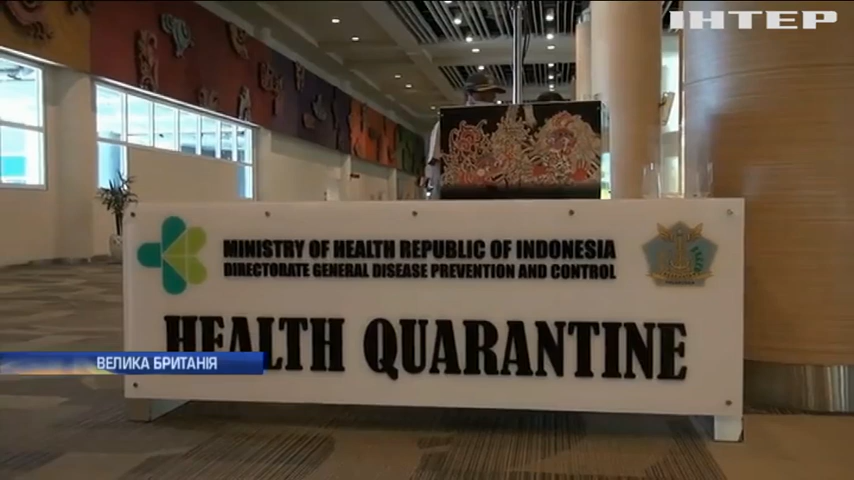 ІНТЕР
MINISTRY OF HEALTH REPUBLIC OF INDONESIA
DIRECTORATE GENERAL DISEASE PREVENTION AND CONTROL
HEALTH QUARANTINE
ВЕЛИКА БРИТАНІЯ